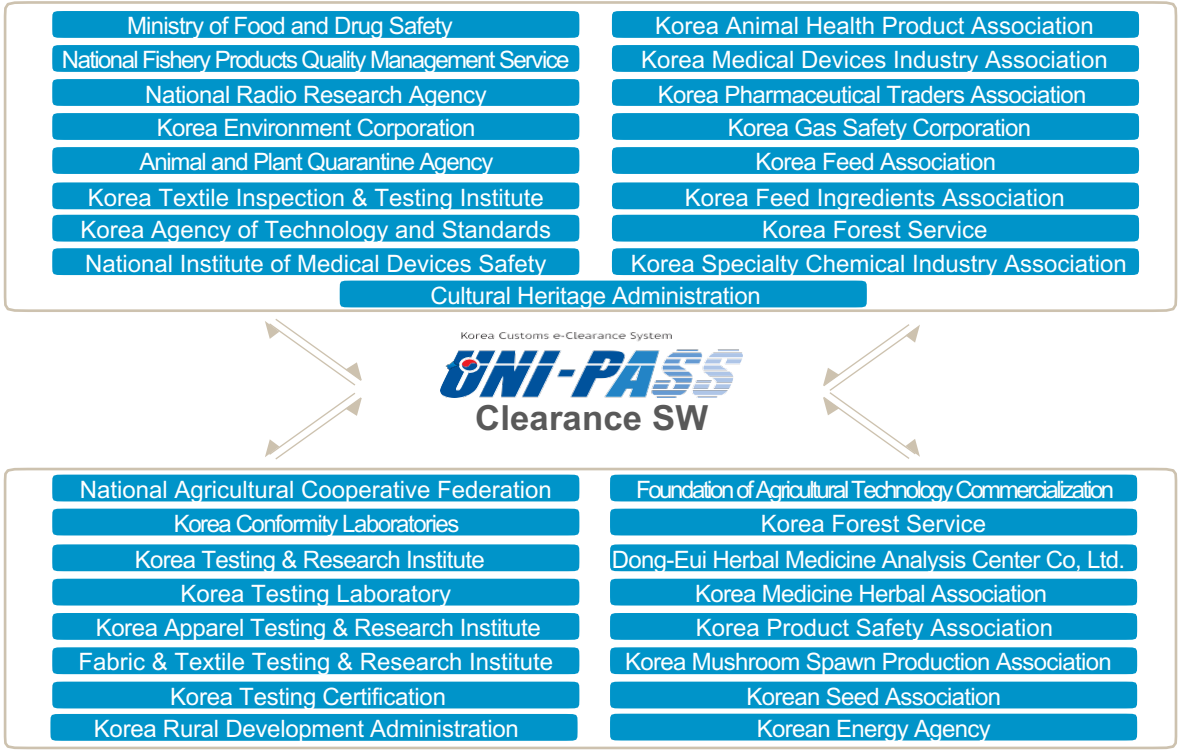 Ministry of Food and Drug Safety
National Fishery Products Quality Management Service
National Radio Research Agency
Korea Environment Corporation
Animal and Plant Quarantine Agency
Korea Textile Inspection & Testing Institute
Korea Agency of Technology and Standards
National Institute of Medical Devices Safety
Korea Animal Health Product Association
Korea Medical Devices Industry Association
Korea Pharmaceutical Traders Association
Korea Gas Safety Corporation
Korea Feed Association
Korea Feed Ingredients Association
Korea Forest Service
Korea Specialty Chemical Industry Association
Cultural Heritage Administration
Korea Customs e-Clearance System
UNI-PASS
Clearance SW
National Agricultural Cooperative Federation
Korea Conformity Laboratories
Korea Testing & Research Institute
Korea Testing Laboratory
Korea Apparel Testing & Research Institute
Fabric & Textile Testing & Research Institute
Korea Testing Certification
Korea Rural Development Administration
Foundation of Agricultural Technology Commercialization
Korea Forest Service
Dong-Eui Herbal Medicine Analysis Center Co, Ltd.
Korea Medicine Herbal Association
Korea Product Safety Association
Korea Mushroom Spawn Production Association
Korean Seed Association
Korean Energy Agency